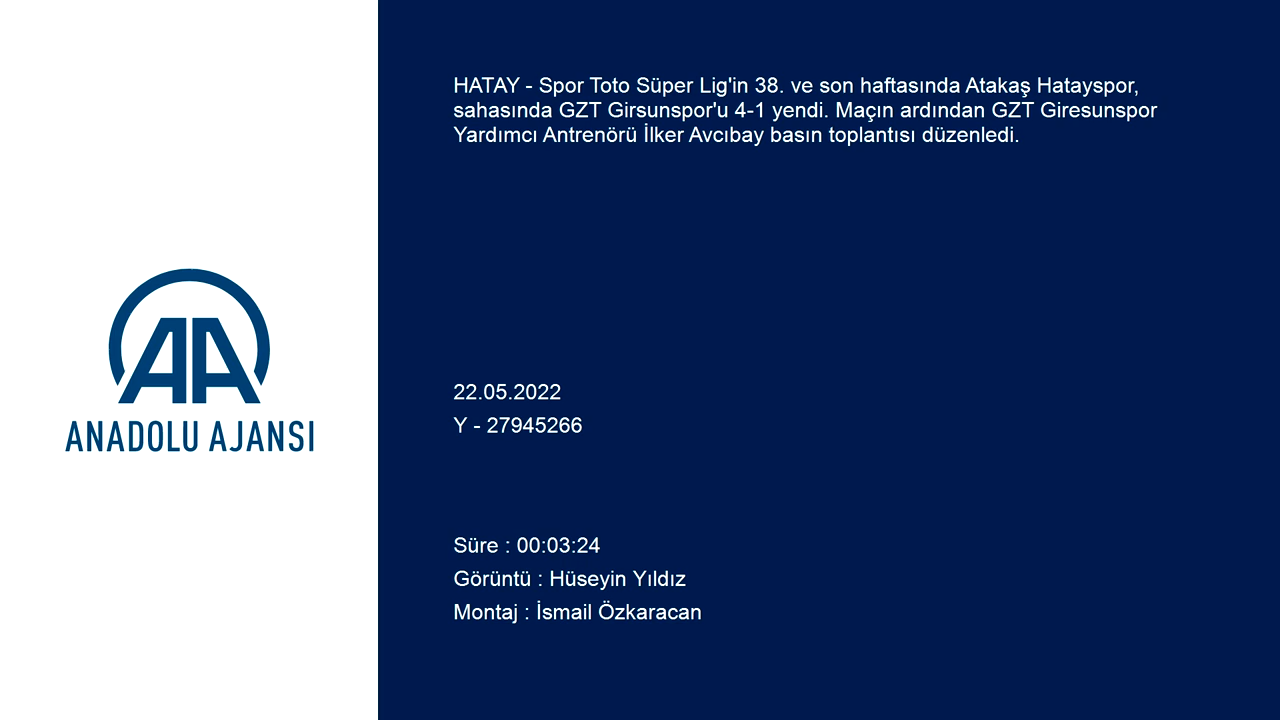 HATAY - Spor Toto Süper Lig'in 38. ve son haftasında Atakaş Hatayspor,
sahasında GZT Girsunspor'u 4-1 yendi. Maçın ardından GZT Giresunspor
Yardımcı Antrenörü İlker Avcıbay basın toplantısı düzenledi.
AA
ANADOLU AJANSI
22.05.2022
Y - 27945266
Süre : 00:03:24
Görüntü : Hüseyin Yıldız
Montaj : İsmail Özkaracan